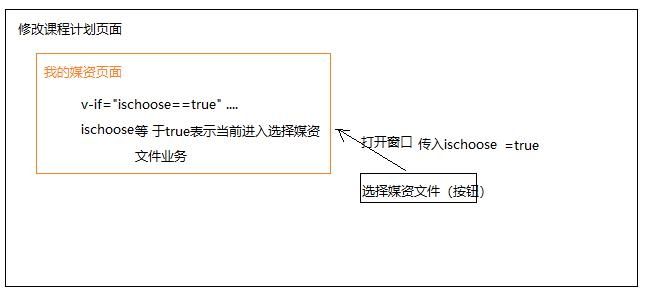 修改课程计划页面
我的媒资页面
v-if="ischoose==true" ....
ischoose等 于true表示当前进入选择媒资
文件业务
打开窗口 传入ischoose =true
选择媒资文件（按钮）